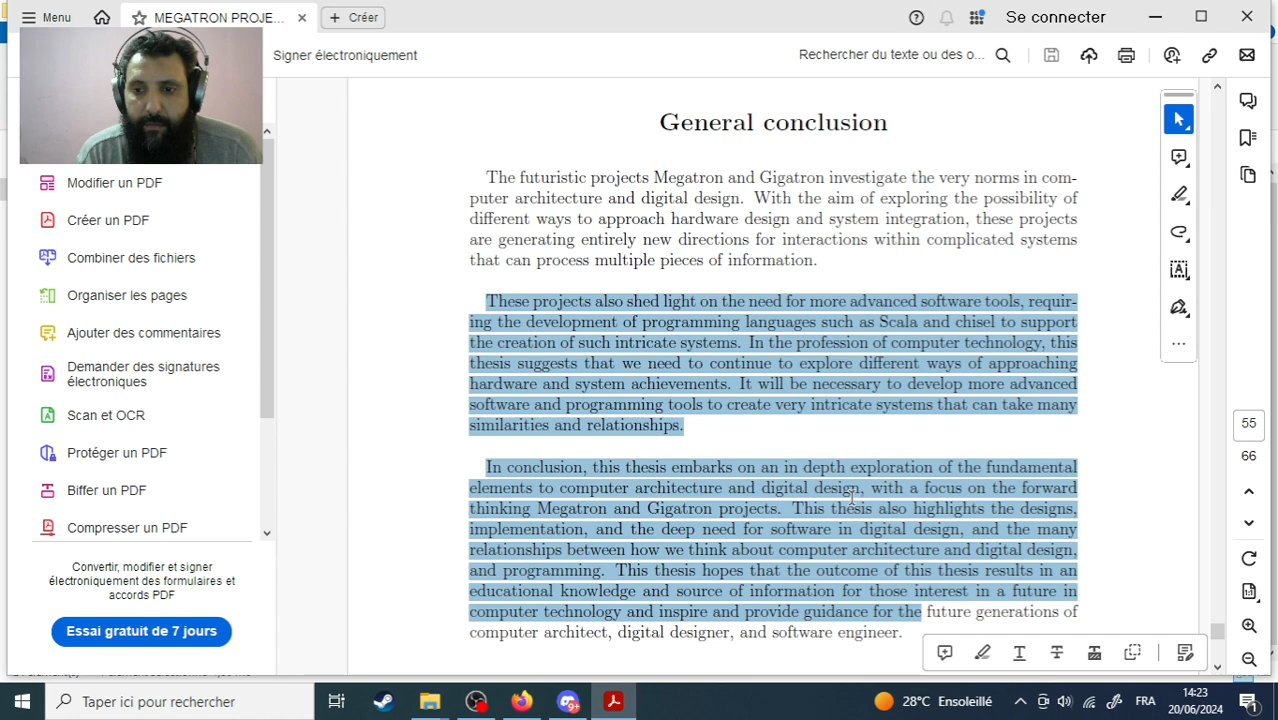 Menu
MEGATRON PROJE...
Créer
Se connecter
Signer électroniquement
Rechercher du texte ou des o...
Modifier un PDF
Créer un PDF
Combiner des fichiers
Organiser les pages
Ajouter des commentaires
Demander des signatures
électroniques
Scan et OCR
Protéger un PDF
Biffer un PDF
Compresser un PDF
Convertir, modifier et signer
électroniquement des formulaires et
accords PDF
Essai gratuit de 7 jours
General conclusion
The futuristic projects Megatron and Gigatron investigate the very norms in com-
puter architecture and digital design. With the aim of exploring the possibility of
different ways to approach hardware design and system integration, these projects
are generating entirely new directions for interactions within complicated systems
that can process multiple pieces of information.
These projects also shed light on the need for more advanced software tools, requir-
ing the development of programming languages such as Scala and chisel to support
the creation of such intricate systems. In the profession of computer technology, this
thesis suggests that we need to continue to explore different ways of approaching
hardware and system achievements. It will be necessary to develop more advanced
software and programming tools to create very intricate systems that can take many
similarities and relationships.
In conclusion, this thesis embarks on an in depth exploration of the fundamental
elements to computer architecture and digital design, with a focus on the forward
thinking Megatron and Gigatron projects. This thesis also highlights the designs,
implementation, and the deep need for software in digital design, and the many
relationships between how we think about computer architecture and digital design,
and programming. This thesis hopes that the outcome of this thesis results in an
educational knowledge and source of information for those interest in a future in
computer technology and inspire and provide guidance for the future generations of
computer architect, digital designer, and software engineer.
55
66
Taper ici pour rechercher
28°C Ensoleillé
FRA
14:23
20/06/2024